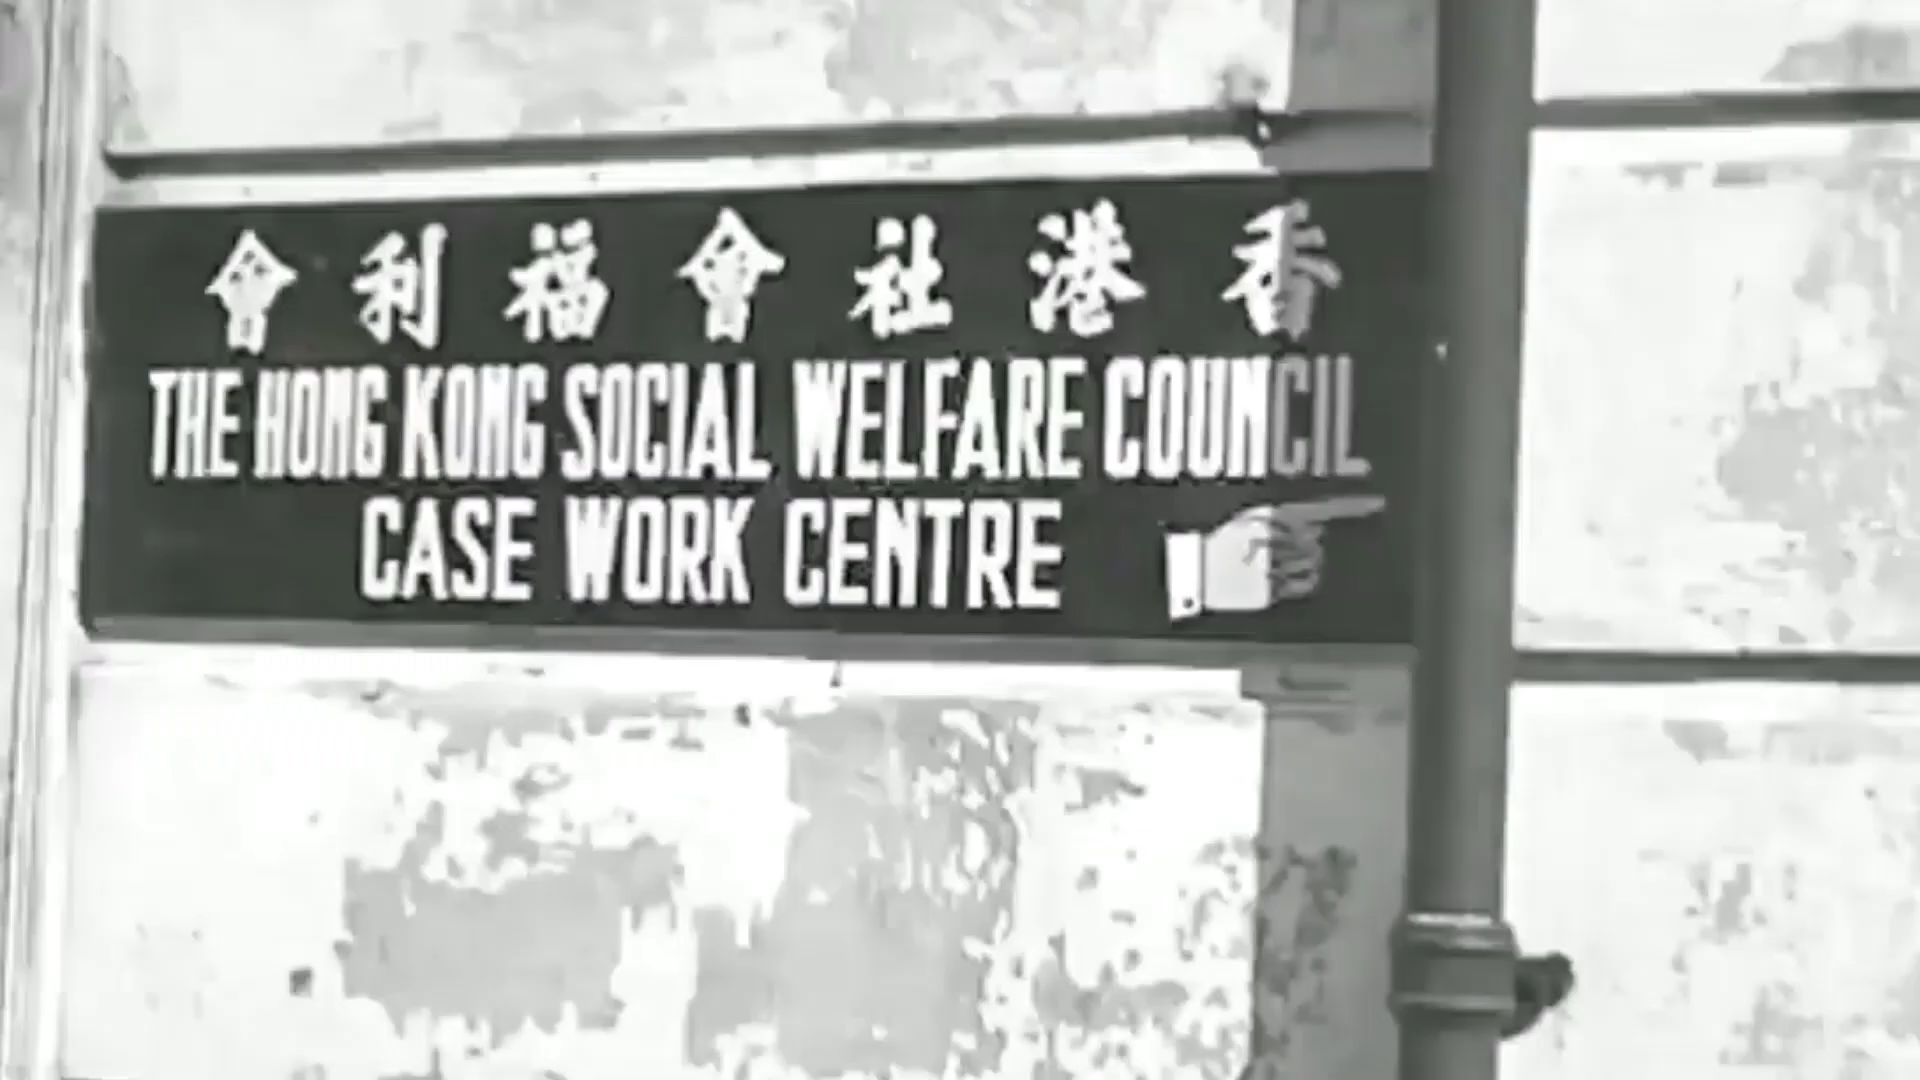 香港社會福利會
THE HONG KONG SOCIAL WELFARE COUNCIL
CASE WORK CENTRE